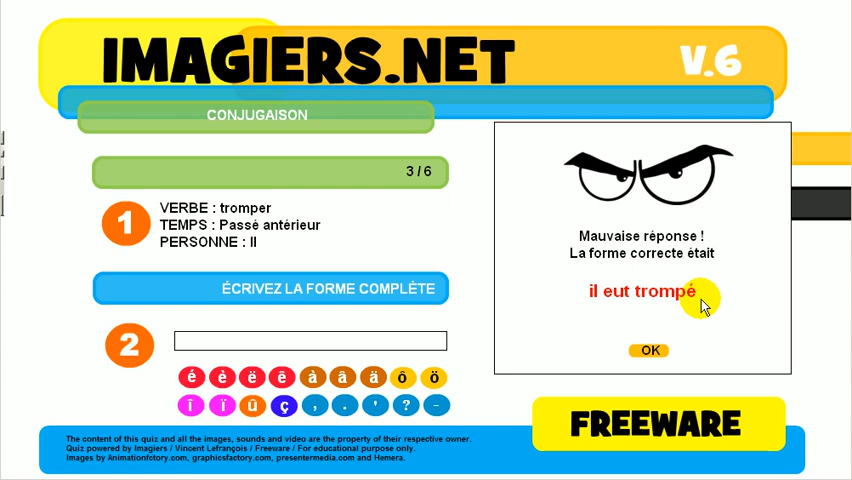 IMAGIERS.NET
V.6
CONJUGAISON
3 / 6
1
VERBE : tromper
TEMPS : Passé antérieur
PERSONNE : Il
ÉCRIVEZ LA FORME COMPLÈTE
2
é è ë ê à â ä ô ö
î ï û ç , . ' ? -
Mauvaise réponse !
La forme correcte était
il eut trompé
OK
FREEWARE
The content of this quiz and all the images, sounds and video are the property of their respective owner.
Quiz powered by Imagiers / Vincent Lefrançois / Freeware / For educational purpose only.
Images by Animationfctory.com, graphicsfactory.com, presentermedia.com and Hemera.